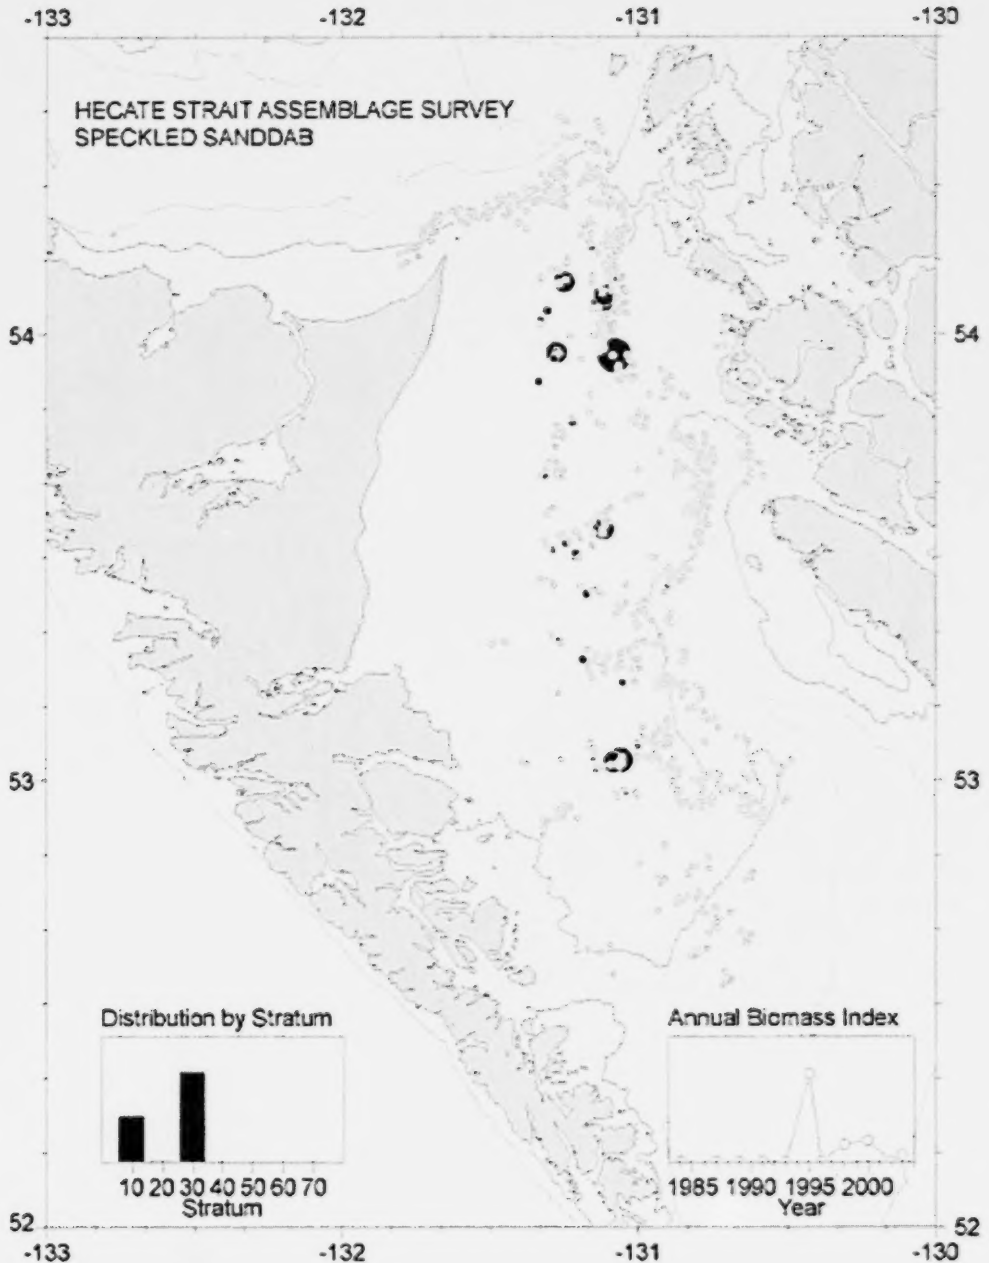 -133 -132 -131 -130
HECATE STRAIT ASSEMBLAGE SURVEY
SPECKLED SANDDAB
54 54
53 53
Distribution by Stratum
10 20 30 40 50 60 70
Stratum
Annual Biomass Index
1985 1990 1995 2000
Year
52 52
-133 -132 -131 -130